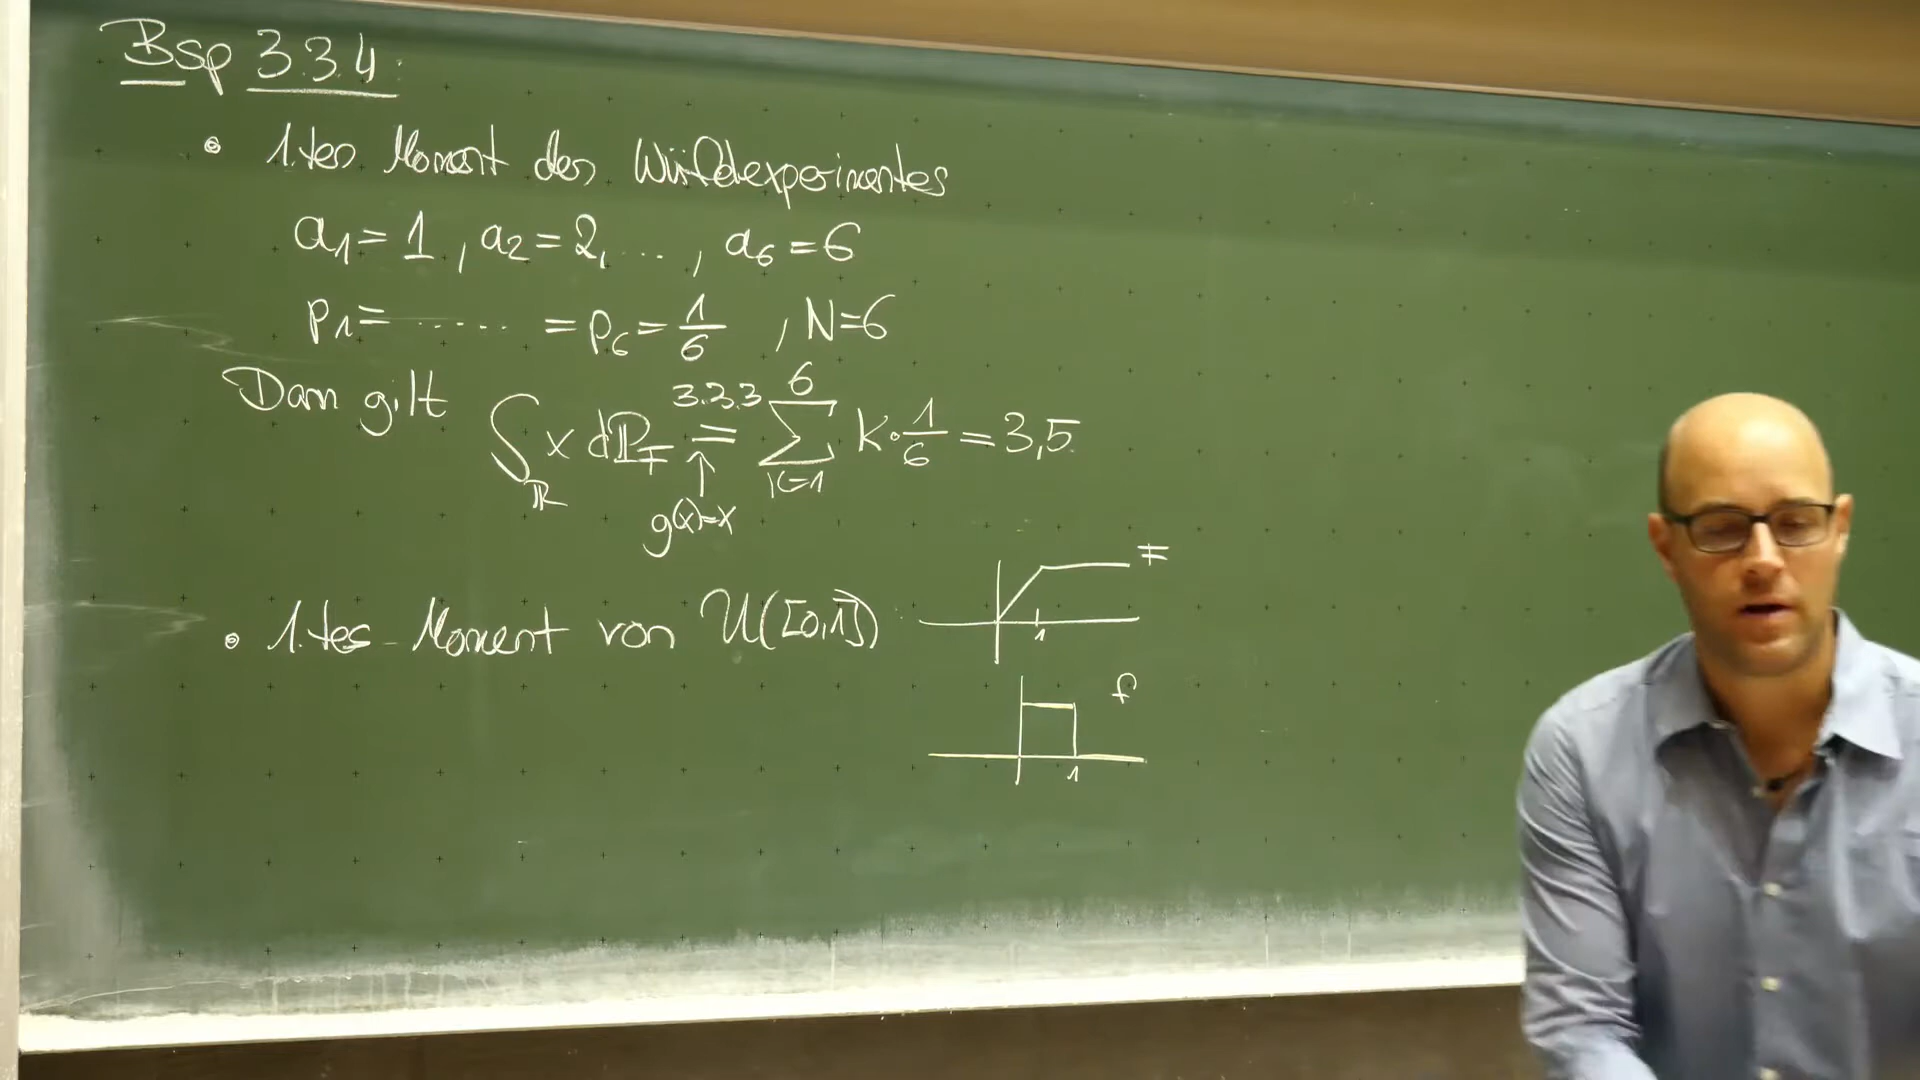 Bsp 3.3.4:
• 1.tes Moment des Würfelexperimentes
a₁ = 1, a₂ = 2, ..., a₆ = 6
p₁ = ...... = p₆ = 1/6, N=6
Dann gilt ∫_ℝ x dℙ_F = ∑_{k=1}^{6} k · 1/6 = 3,5
3.3.3
↑
g(x)=x
• 1.tes Moment von U([0,1])
F
1
f
1